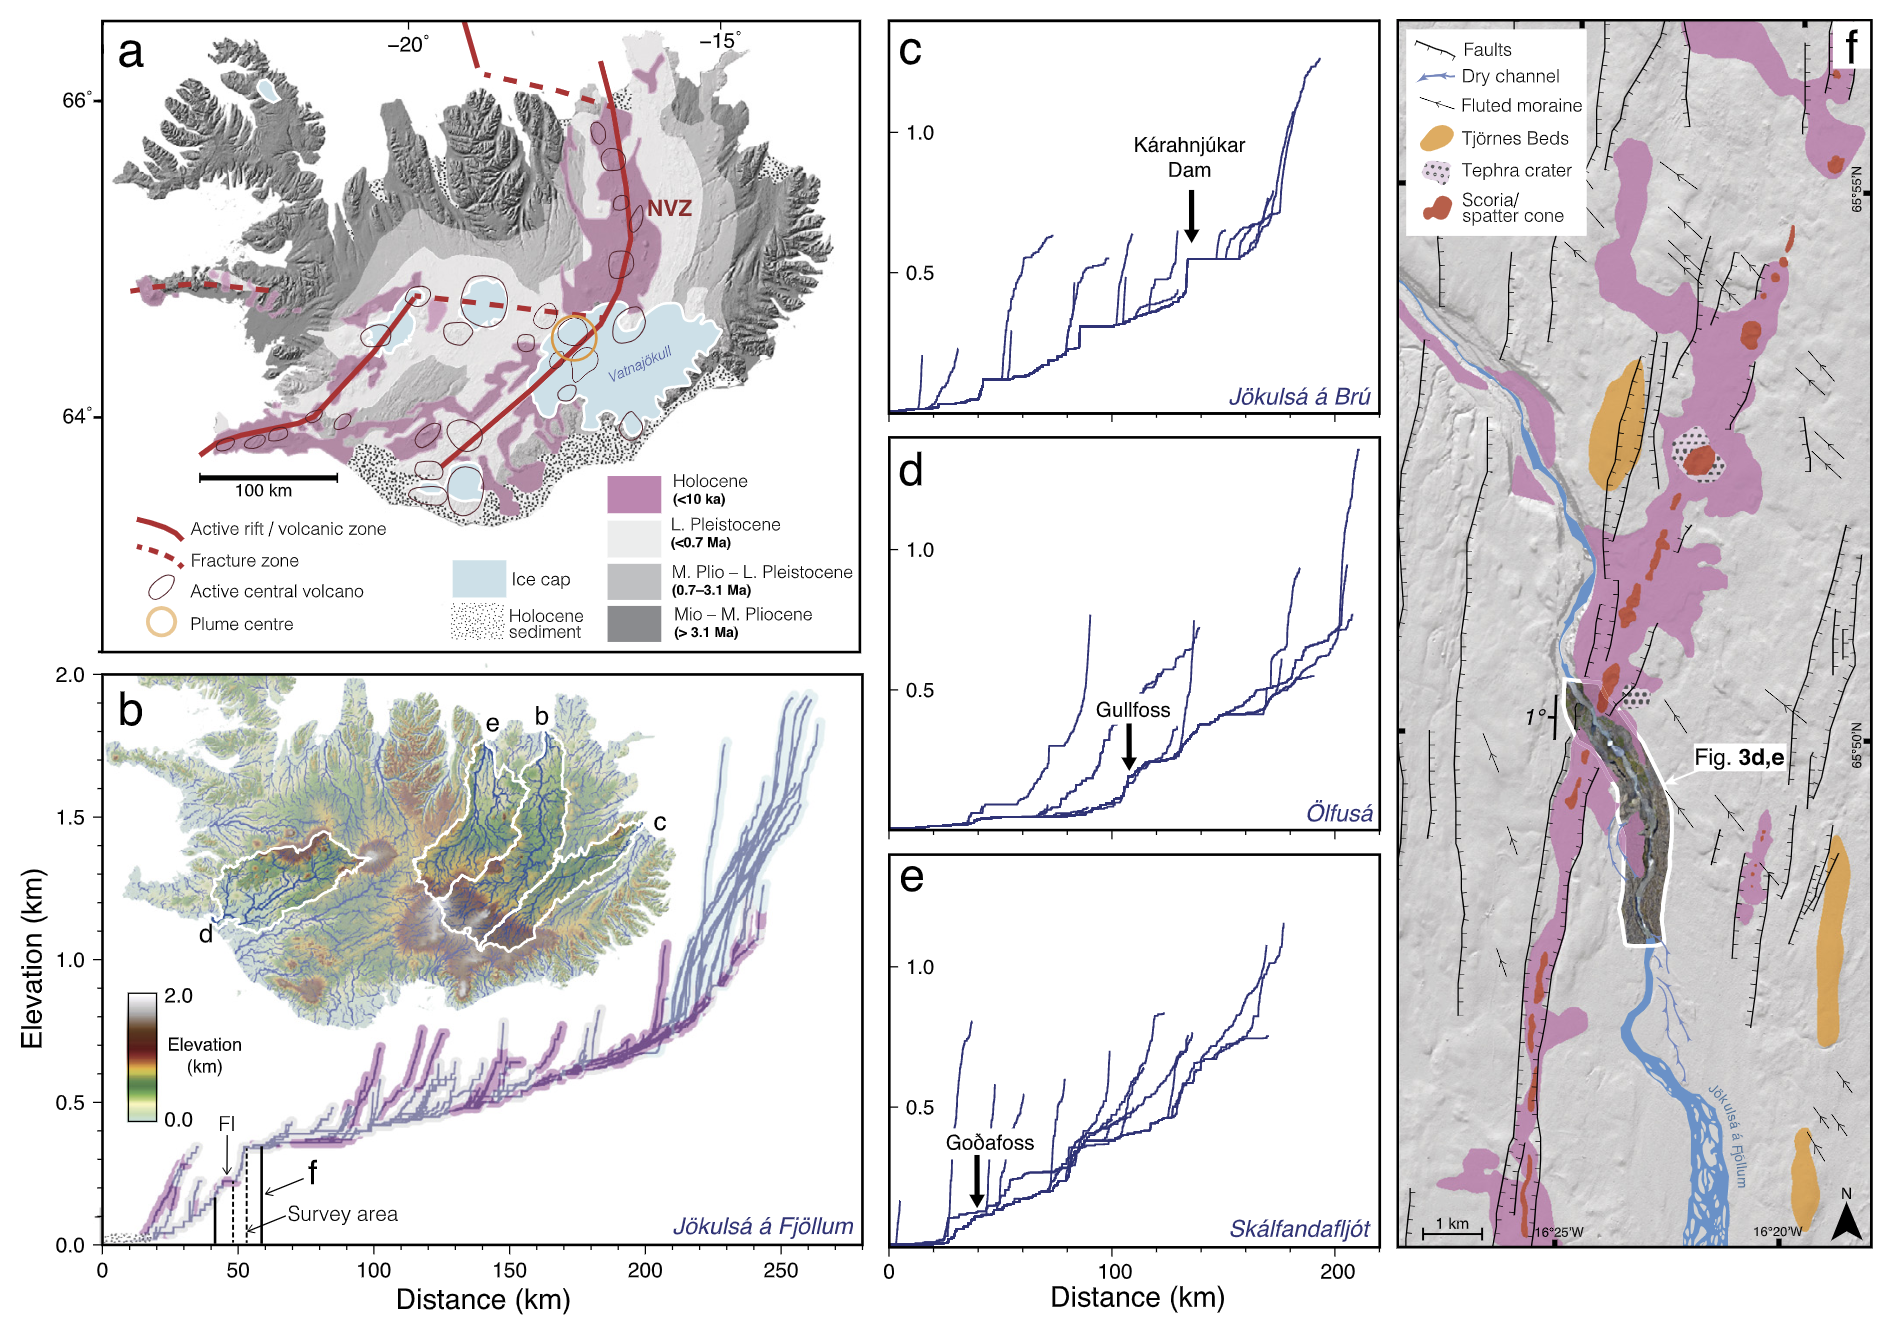 a
−20°
−15°
66°
64°
NVZ
Vatnajökull
100 km
Active rift / volcanic zone
Fracture zone
Active central volcano
Plume centre
Ice cap
Holocene
sediment
Holocene
(<10 ka)
L. Pleistocene
(<0.7 Ma)
M. Plio – L. Pleistocene
(0.7–3.1 Ma)
Mio – M. Pliocene
(> 3.1 Ma)
b
2.0
1.5
1.0
0.5
0.0
Elevation (km)
e
b
c
d
2.0
Elevation
(km)
0.0
FI
f
Survey area
Jökulsá á Fjöllum
0
50
100
150
200
250
Distance (km)
c
1.0
0.5
Kárahnjúkar
Dam
Jökulsá á Brú
d
1.0
0.5
Gullfoss
Ölfusá
e
1.0
0.5
Goðafoss
Skálfandafljót
0
100
200
Distance (km)
f
Faults
Dry channel
Fluted moraine
Tjörnes Beds
Tephra crater
Scoria/
spatter cone
65°55'N
65°50'N
1°
Fig. 3d,e
Jökulsá á Fjöllum
1 km
16°25'W
16°20'W
N